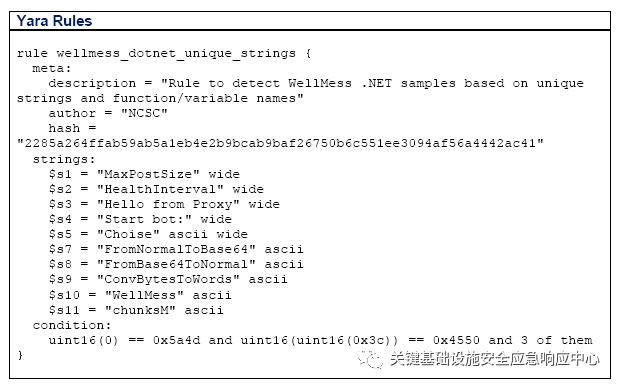 Yara Rules
rule wellmess_dotnet_unique_strings {
meta:
description = "Rule to detect WellMess .NET samples based on unique
strings and function/variable names"
author = "NCSC"
hash =
"2285a264ffab59ab5a1eb4e2b9bcab9baf26750b6c551ee3094af56a4442ac41"
strings:
$s1 = "MaxPostSize" wide
$s2 = "HealthInterval" wide
$s3 = "Hello from Proxy" wide
$s4 = "Start bot:" wide
$s5 = "Choise" ascii wide
$s7 = "FromNormalToBase64" ascii
$s8 = "FromBase64ToNormal" ascii
$s9 = "ConvBytesToWords" ascii
$s10 = "WellMess" ascii
$s11 = "chunksM" ascii
condition:
uint16(0) == 0x5a4d and uint16(uint16(0x3c)) == 0x4550 and 3 of them
}
关键基础设施安全应急响应中心